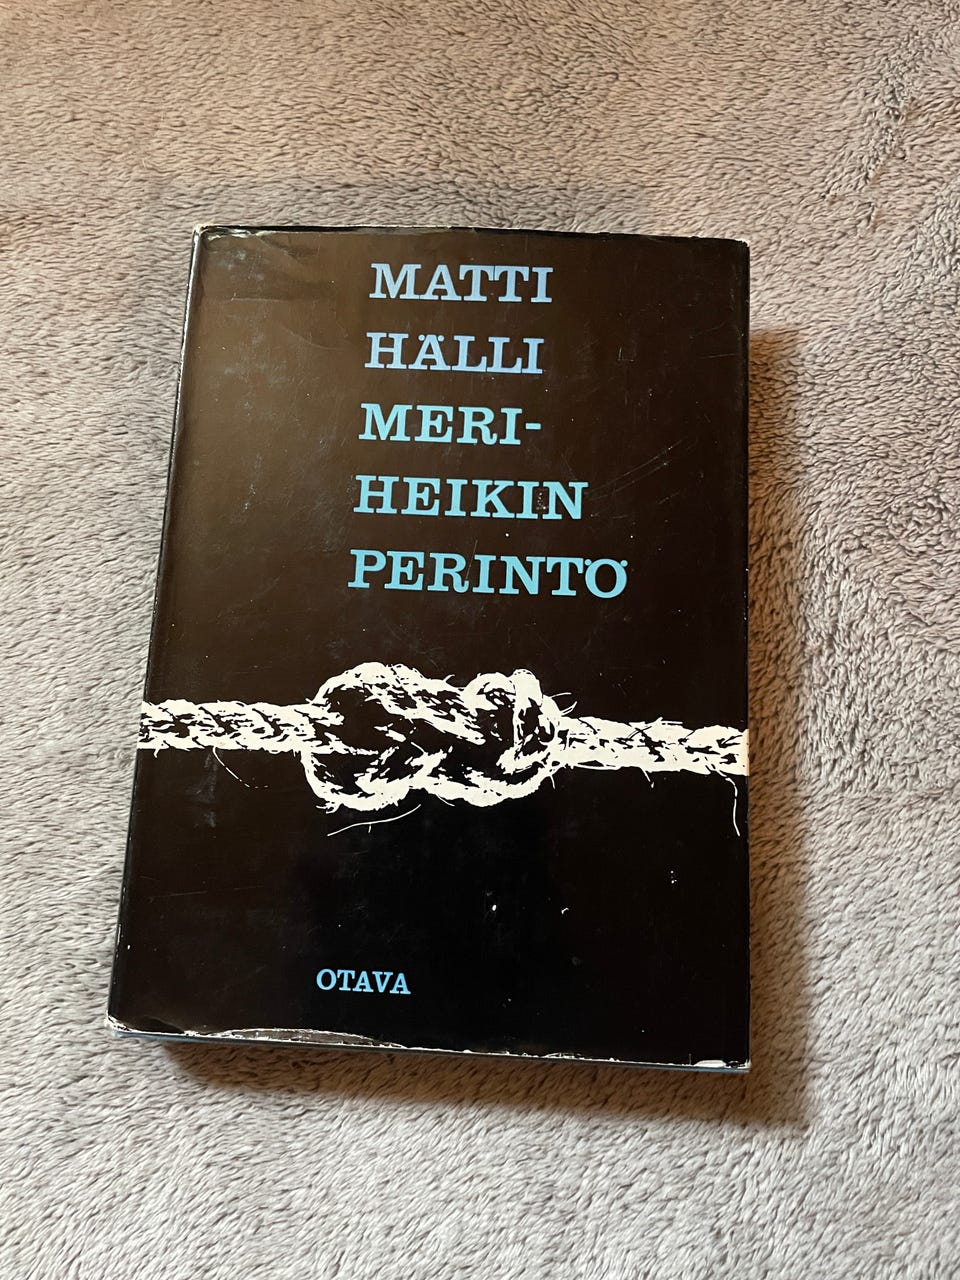 MATTI
HÄLLI
MERI-
HEIKIN
PERINTÖ
OTAVA